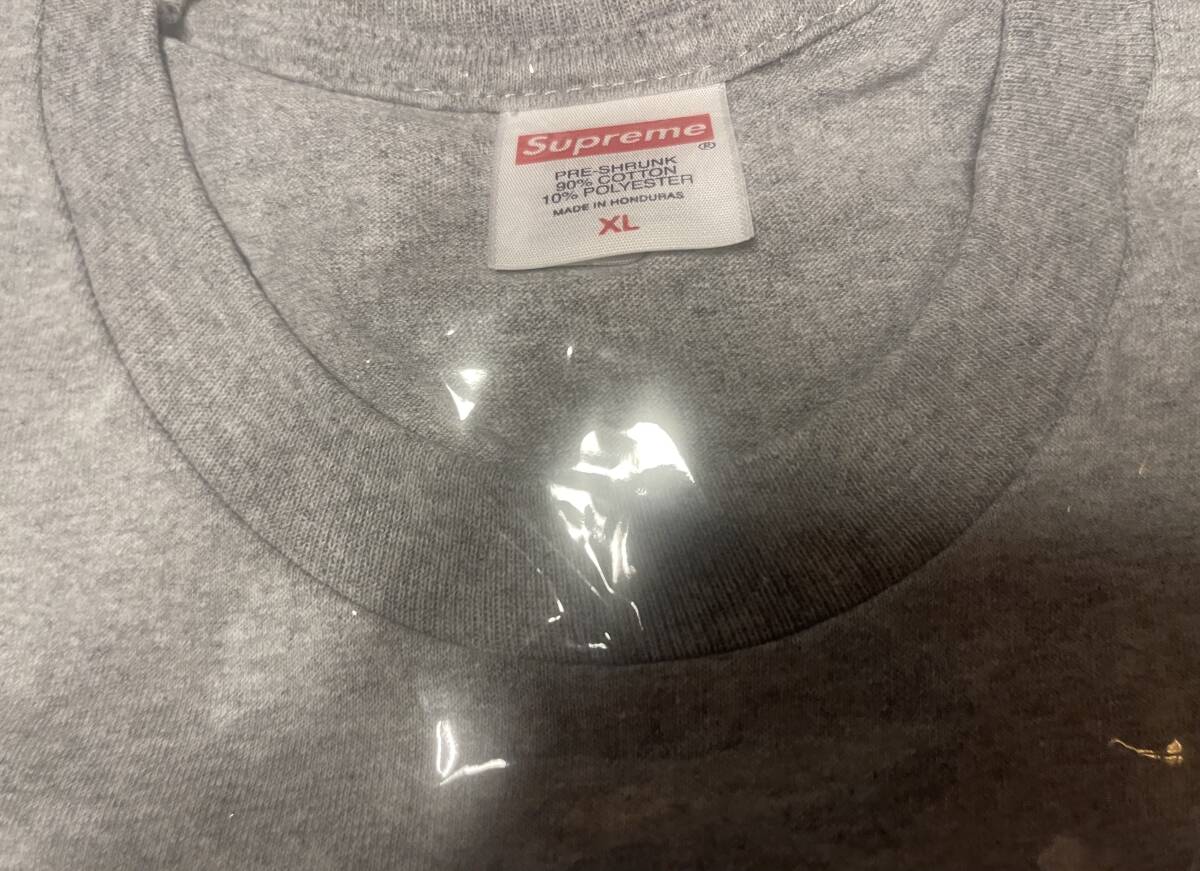 Supreme
®
PRE-SHRUNK
90% COTTON
10% POLYESTER
MADE IN HONDURAS
XL